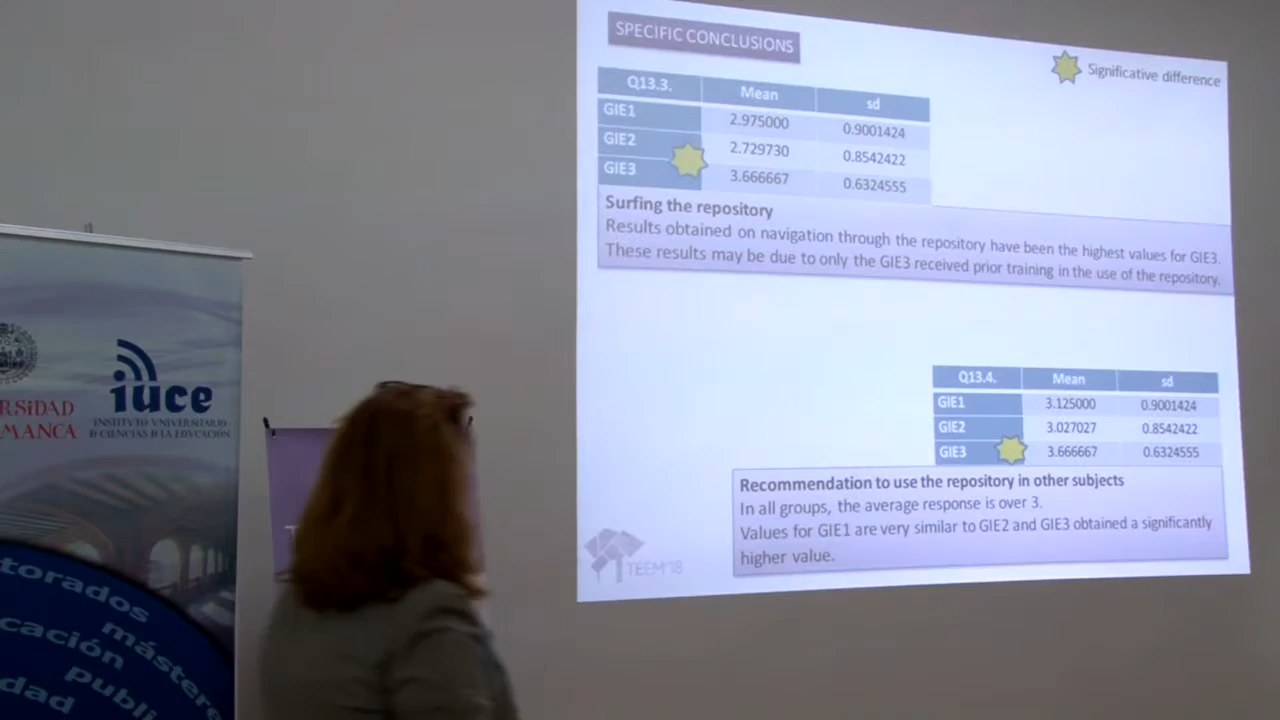 SPECIFIC CONCLUSIONS
Significative difference
Q13.3. Mean sd
GIE1 2.975000 0.9001424
GIE2 2.729730 0.8542422
GIE3 3.666667 0.6324555
Surfing the repository
Results obtained on navigation through the repository have been the highest values for GIE3.
These results may be due to only the GIE3 received prior training in the use of the repository.
Q13.4. Mean sd
GIE1 3.125000 0.9001424
GIE2 3.027027 0.8542422
GIE3 3.666667 0.6324555
Recommendation to use the repository in other subjects
In all groups, the average response is over 3.
Values for GIE1 are very similar to GIE2 and GIE3 obtained a significantly
higher value.
TEEM'18
RSiDAD
MANCA
iuce
INSTITUTO UNIVERSITARIO
D CIENCIAS D LA EDUCACIÓN
T
torados
máster
cación
publi
dad